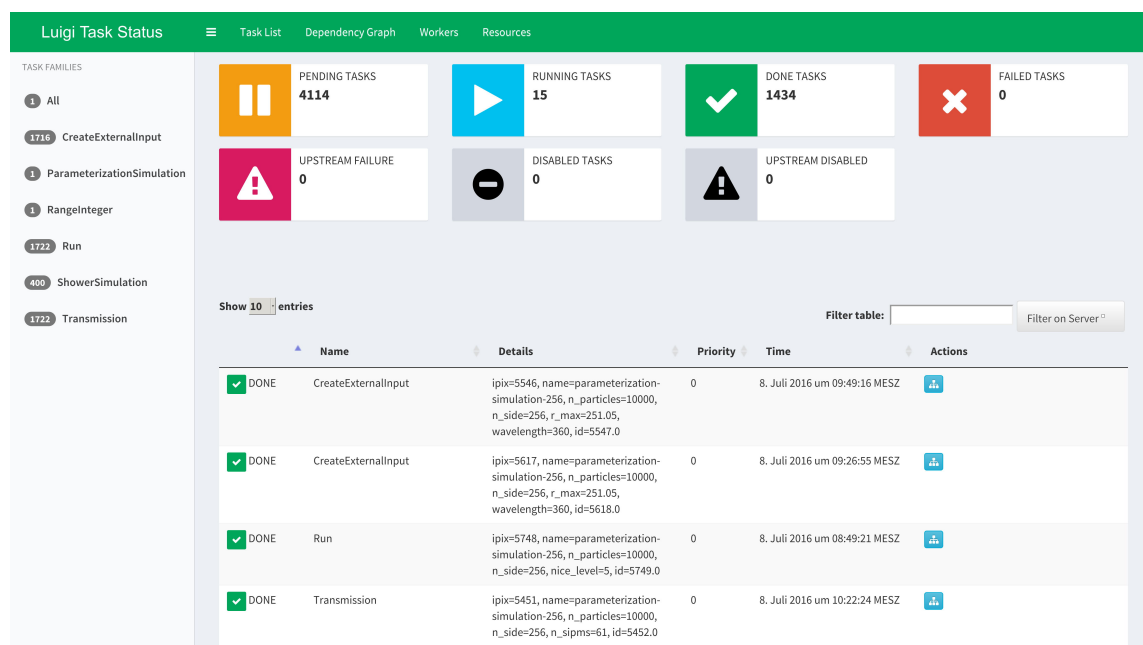 Luigi Task Status
Task List
Dependency Graph
Workers
Resources
TASK FAMILIES
1 All
1716 CreateExternalInput
1 ParameterizationSimulation
1 RangeInteger
1722 Run
400 ShowerSimulation
1722 Transmission
PENDING TASKS
4114
RUNNING TASKS
15
DONE TASKS
1434
FAILED TASKS
0
UPSTREAM FAILURE
0
DISABLED TASKS
0
UPSTREAM DISABLED
0
Show 10 entries
Filter table:
Filter on Server
Name Details Priority Time Actions
DONE CreateExternalInput ipix=5546, name=parameterization- 0 8. Juli 2016 um 09:49:16 MESZ
simulation-256, n_particles=10000,
n_side=256, r_max=251.05,
wavelength=360, id=5547.0
DONE CreateExternalInput ipix=5617, name=parameterization- 0 8. Juli 2016 um 09:26:55 MESZ
simulation-256, n_particles=10000,
n_side=256, r_max=251.05,
wavelength=360, id=5618.0
DONE Run ipix=5748, name=parameterization- 0 8. Juli 2016 um 08:49:21 MESZ
simulation-256, n_particles=10000,
n_side=256, nice_level=5, id=5749.0
DONE Transmission ipix=5451, name=parameterization- 0 8. Juli 2016 um 10:22:24 MESZ
simulation-256, n_particles=10000,
n_side=256, n_sipms=61, id=5452.0